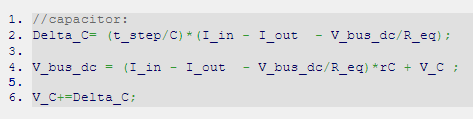 1. //capacitor:
2. Delta_C= (t_step/C)*(I_in - I_out  - V_bus_dc/R_eq);
3.
4. V_bus_dc = (I_in - I_out  - V_bus_dc/R_eq)*rC + V_C ;
5.
6. V_C+=Delta_C;